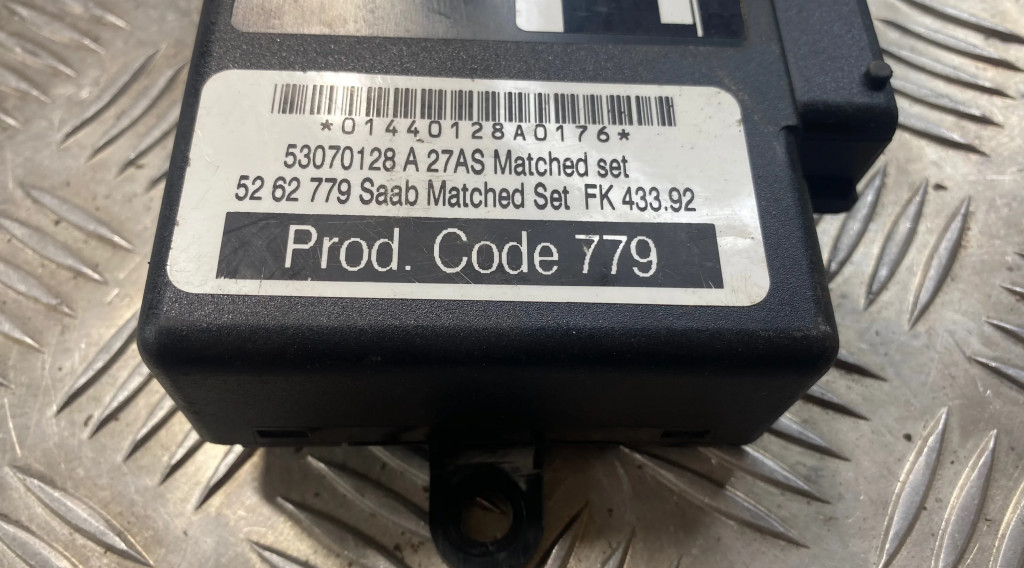 *01440128A0176*
53070128 A 27AS Matched set
52 62 779 Saab Matched Set FK 433.92
Prod. Code 779